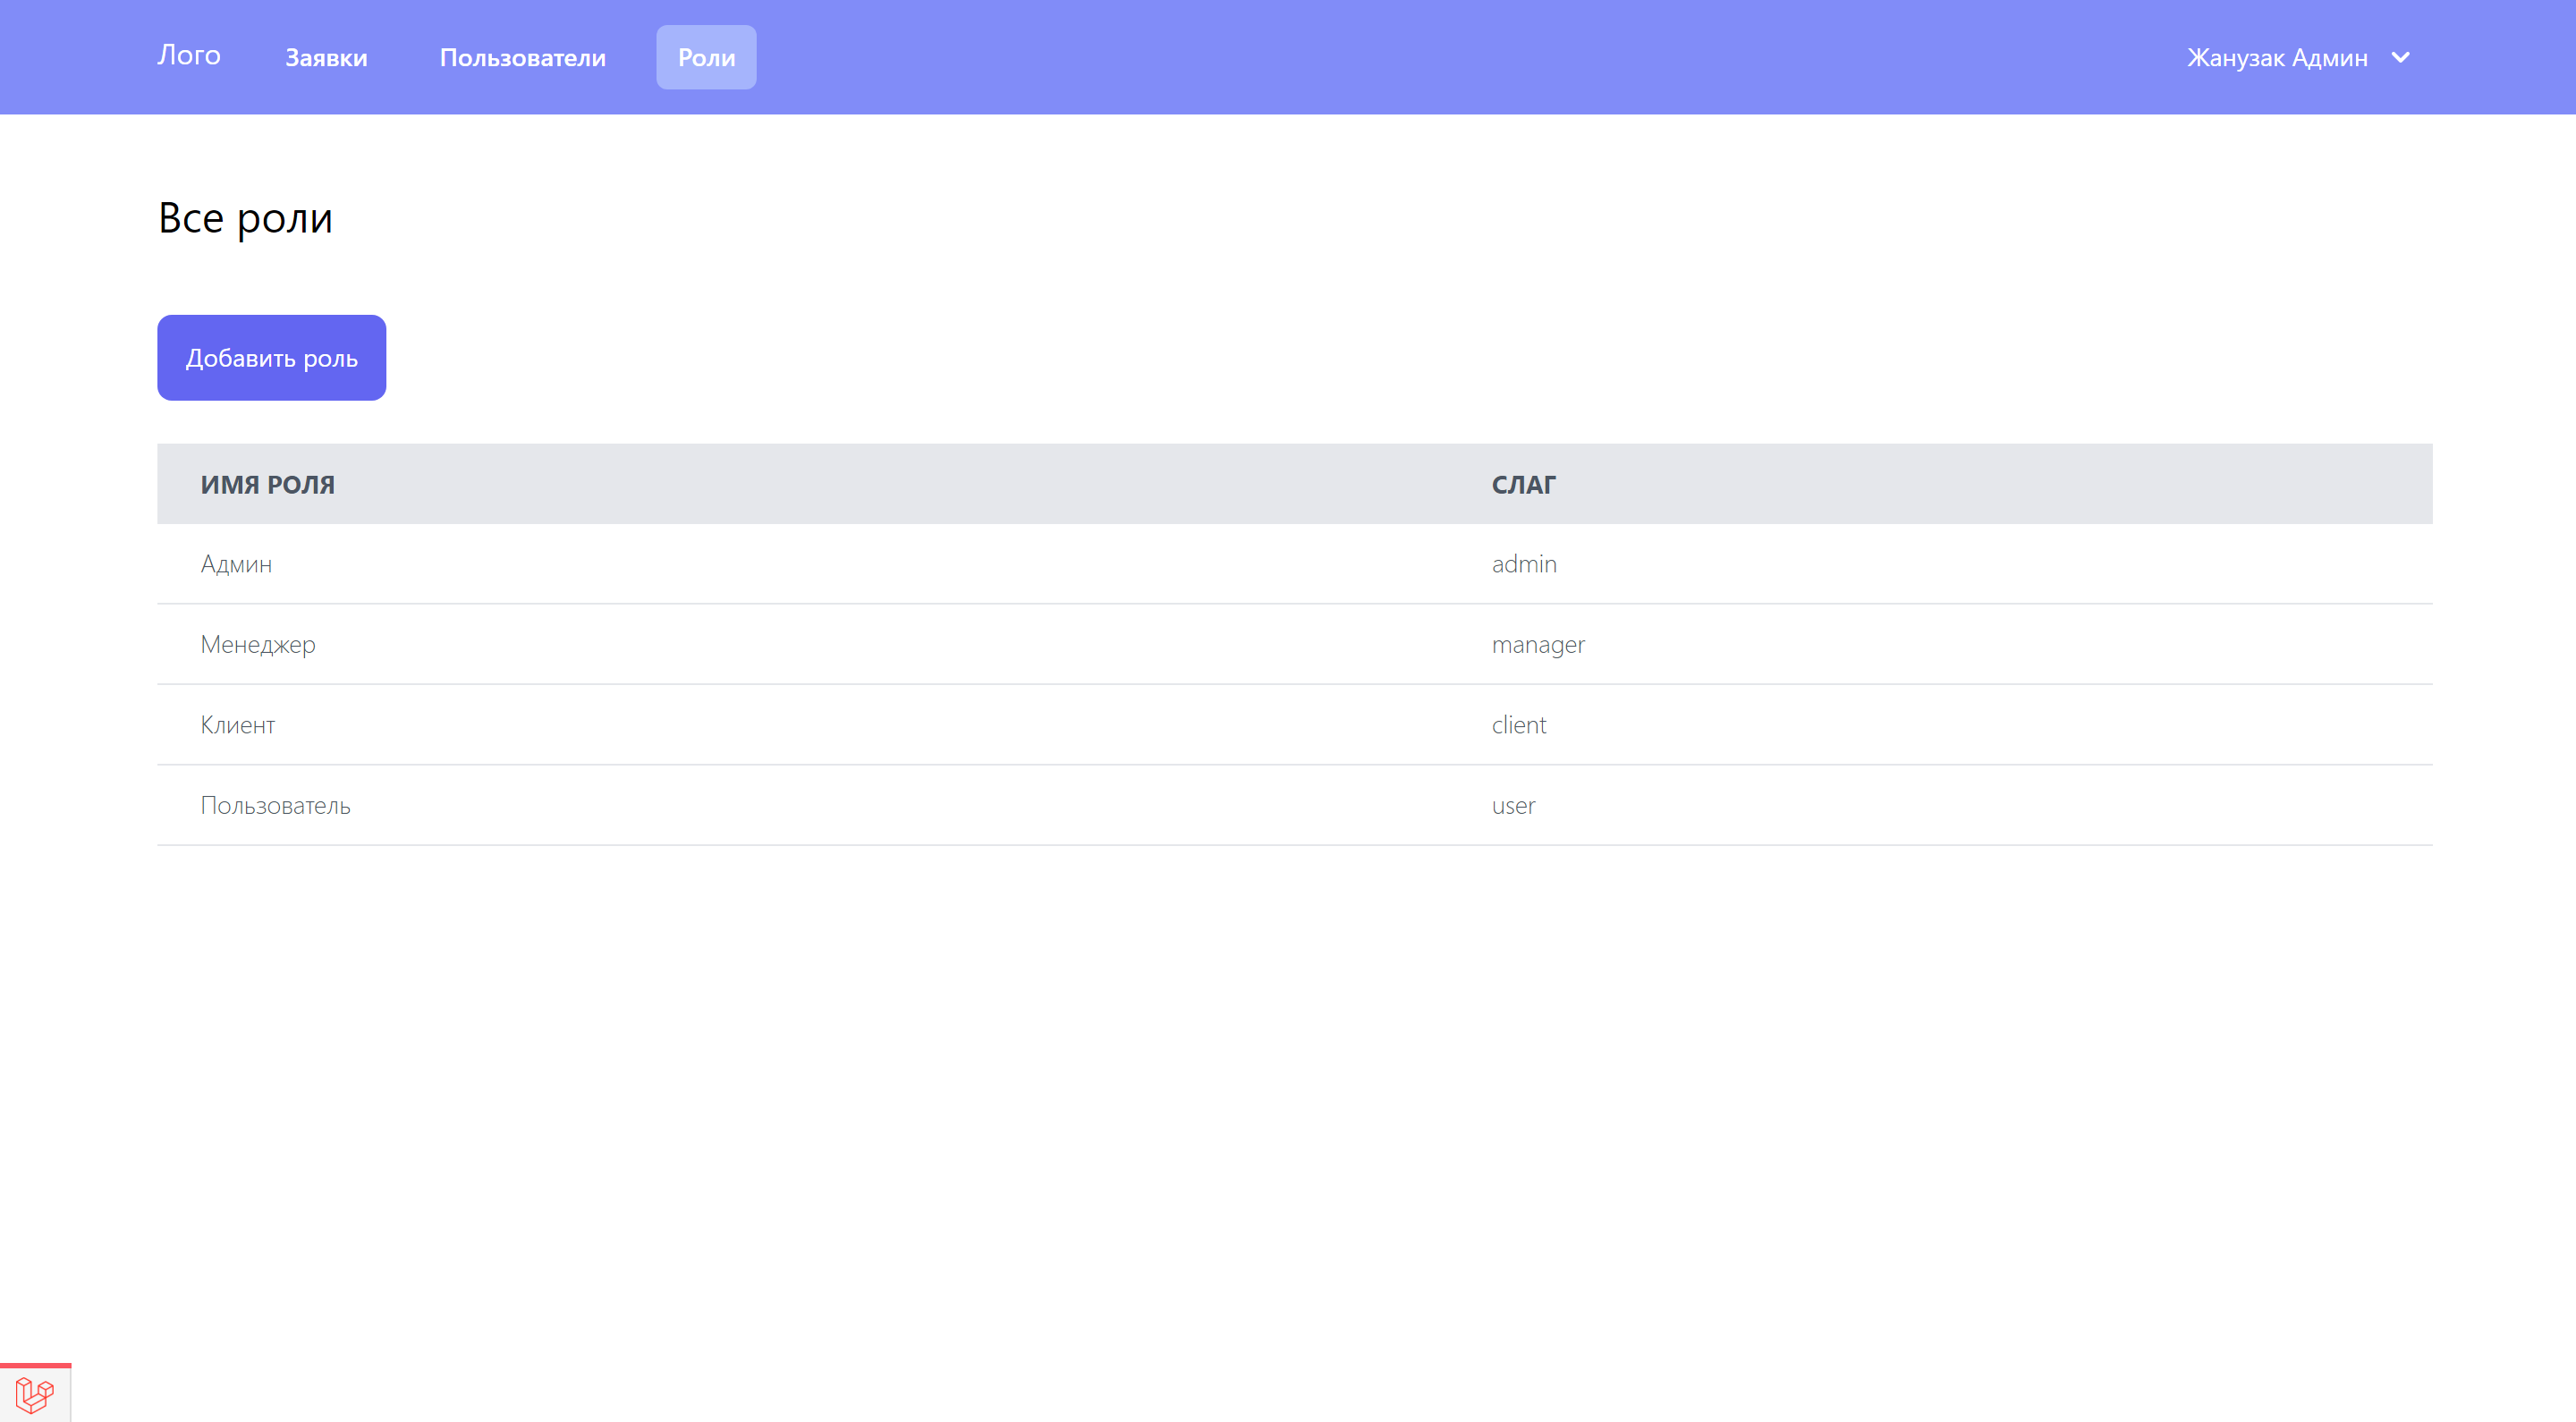 Лого Заявки Пользователи Роли Жанузак Админ
Все роли
Добавить роль
ИМЯ РОЛЯ СЛАГ
Админ admin
Менеджер manager
Клиент client
Пользователь user